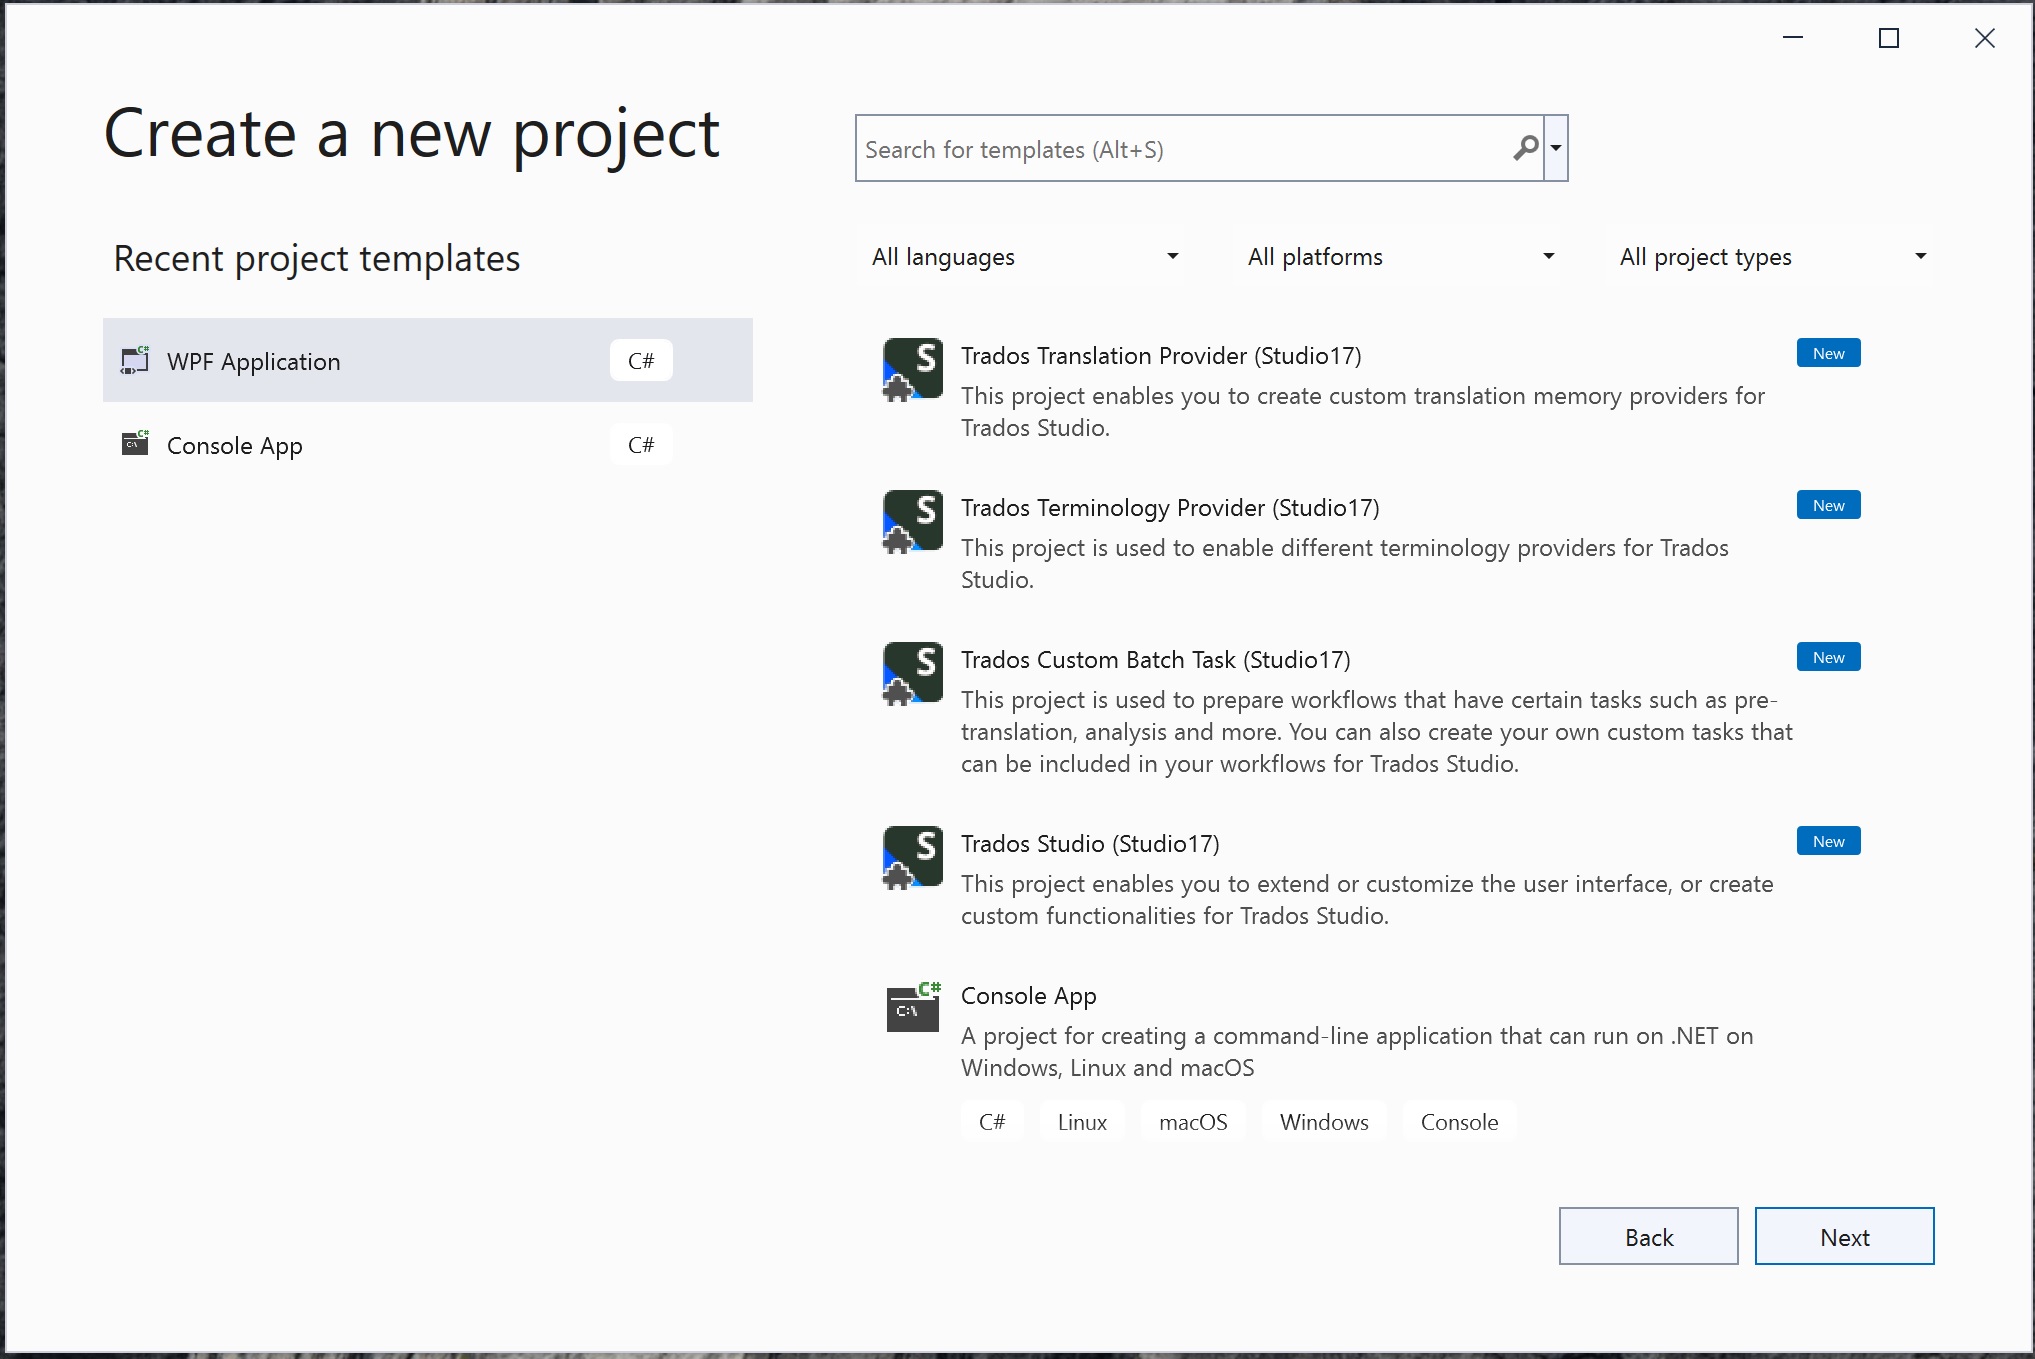 Create a new project
Search for templates (Alt+S)
Recent project templates
All languages
All platforms
All project types
WPF Application
C#
Console App
C#
Trados Translation Provider (Studio17)
New
This project enables you to create custom translation memory providers for
Trados Studio.
Trados Terminology Provider (Studio17)
New
This project is used to enable different terminology providers for Trados
Studio.
Trados Custom Batch Task (Studio17)
New
This project is used to prepare workflows that have certain tasks such as pre-
translation, analysis and more. You can also create your own custom tasks that
can be included in your workflows for Trados Studio.
Trados Studio (Studio17)
New
This project enables you to extend or customize the user interface, or create
custom functionalities for Trados Studio.
Console App
A project for creating a command-line application that can run on .NET on
Windows, Linux and macOS
C#
Linux
macOS
Windows
Console
Back
Next